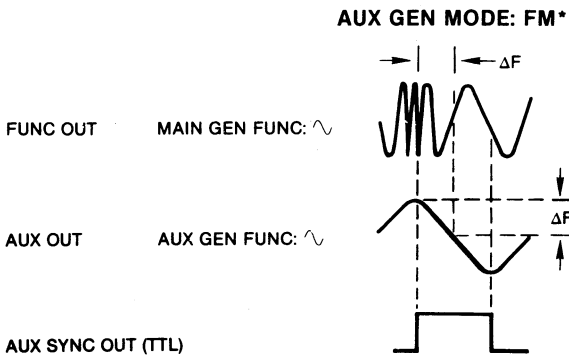 AUX GEN MODE: FM*
ΔF
FUNC OUT MAIN GEN FUNC: ∿
ΔF
AUX OUT AUX GEN FUNC: ∿
AUX SYNC OUT (TTL)